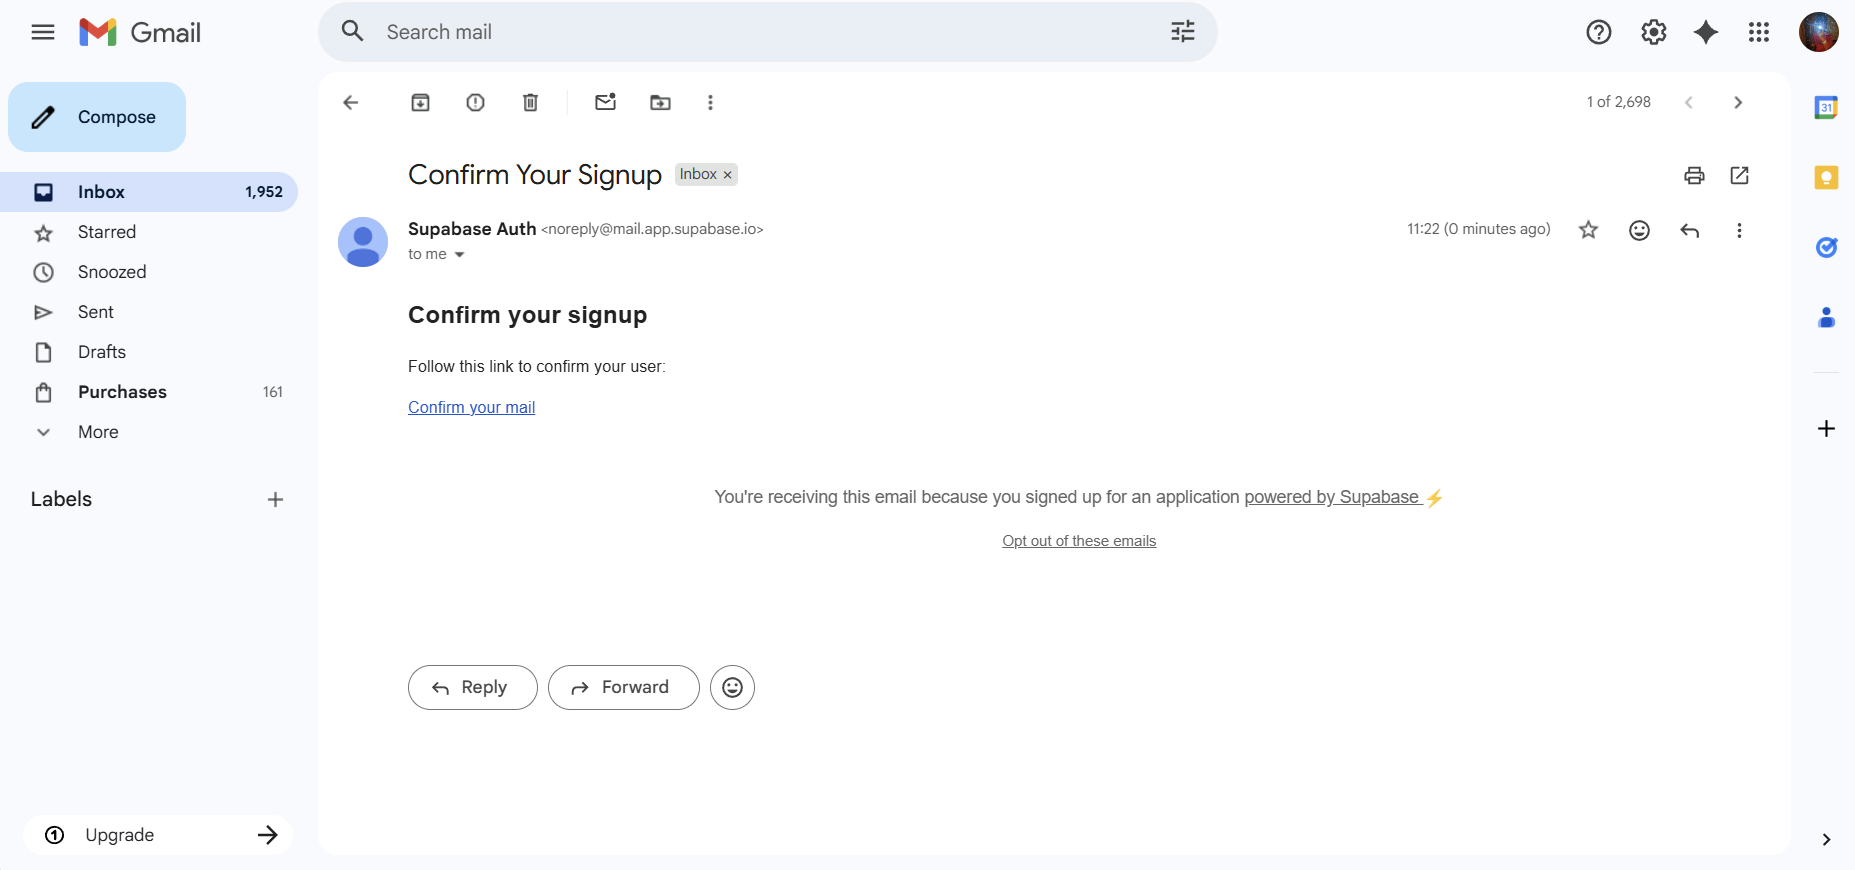 Gmail
Search mail
Compose
Inbox 1,952
Starred
Snoozed
Sent
Drafts
Purchases 161
More
Labels
Upgrade
1 of 2,698
Confirm Your Signup Inbox ×
Supabase Auth <noreply@mail.app.supabase.io> 11:22 (0 minutes ago)
to me
Confirm your signup
Follow this link to confirm your user:
Confirm your mail
You're receiving this email because you signed up for an application powered by Supabase ⚡
Opt out of these emails
Reply Forward
31